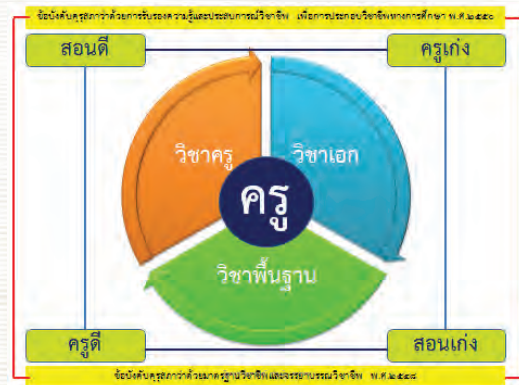 ข้อบังคับคุรุสภาว่าด้วยการรับรองความรู้และประสบการณ์วิชาชีพ เพื่อการประกอบวิชาชีพทางการศึกษา พ.ศ.๒๕๕๐
สอนดี
ครูเก่ง
วิชาครู
วิชาเอก
ครู
วิชาพื้นฐาน
ครูดี
สอนเก่ง
ข้อบังคับคุรุสภาว่าด้วยมาตรฐานวิชาชีพและจรรยาบรรณวิชาชีพ พ.ศ.๒๕๔๘